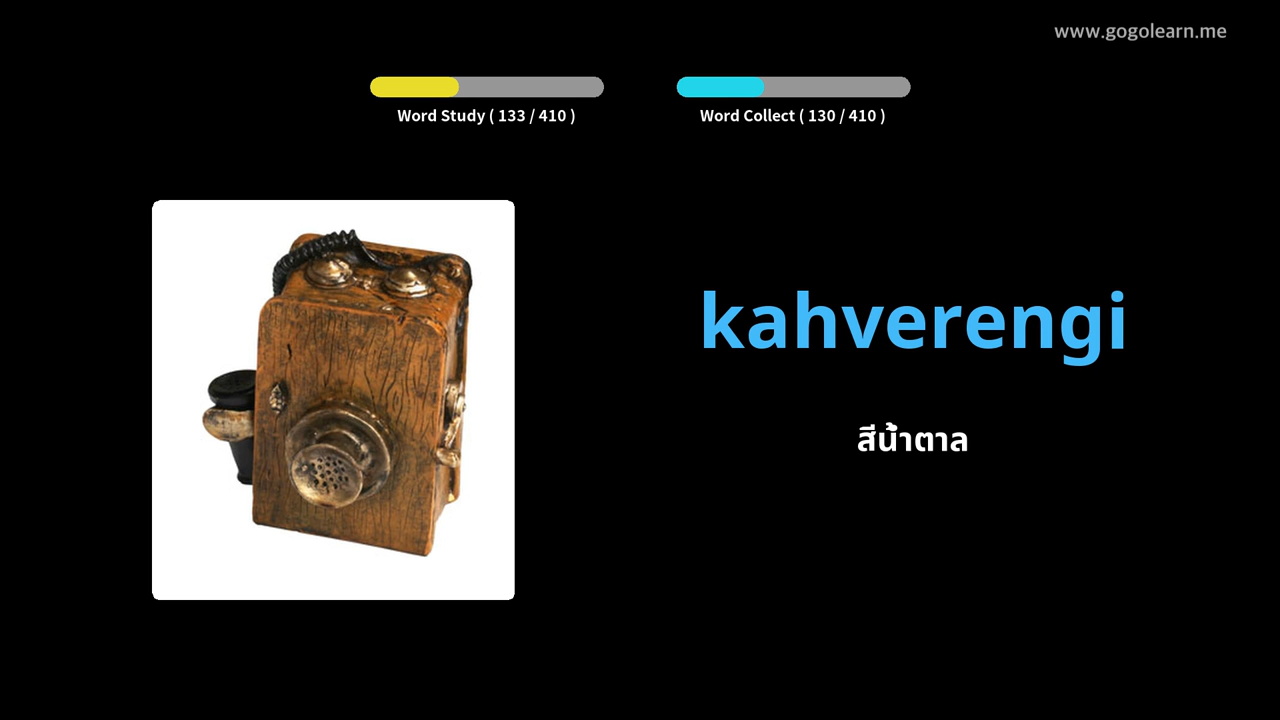 www.gogolearn.me
Word Study ( 133 / 410 )
Word Collect ( 130 / 410 )
kahverengi
สีน้ำตาล